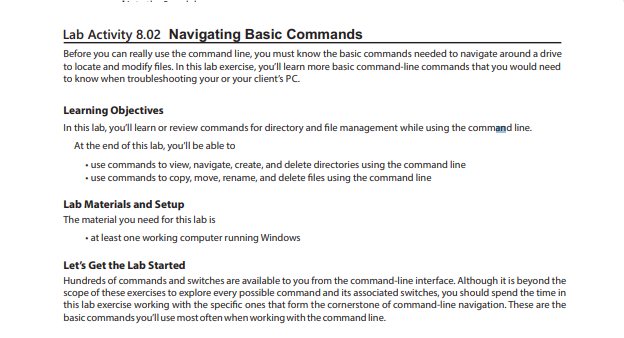 Lab Activity 8.02 Navigating Basic Commands
Before you can really use the command line, you must know the basic commands needed to navigate around a drive
to locate and modify files. In this lab exercise, you'll learn more basic command-line commands that you would need
to know when troubleshooting your or your client's PC.
Learning Objectives
In this lab, you'll learn or review commands for directory and file management while using the command line.
At the end of this lab, you'll be able to
• use commands to view, navigate, create, and delete directories using the command line
• use commands to copy, move, rename, and delete files using the command line
Lab Materials and Setup
The material you need for this lab is
• at least one working computer running Windows
Let's Get the Lab Started
Hundreds of commands and switches are available to you from the command-line interface. Although it is beyond the
scope of these exercises to explore every possible command and its associated switches, you should spend the time in
this lab exercise working with the specific ones that form the cornerstone of command-line navigation. These are the
basic commands you'll use most often when working with the command line.